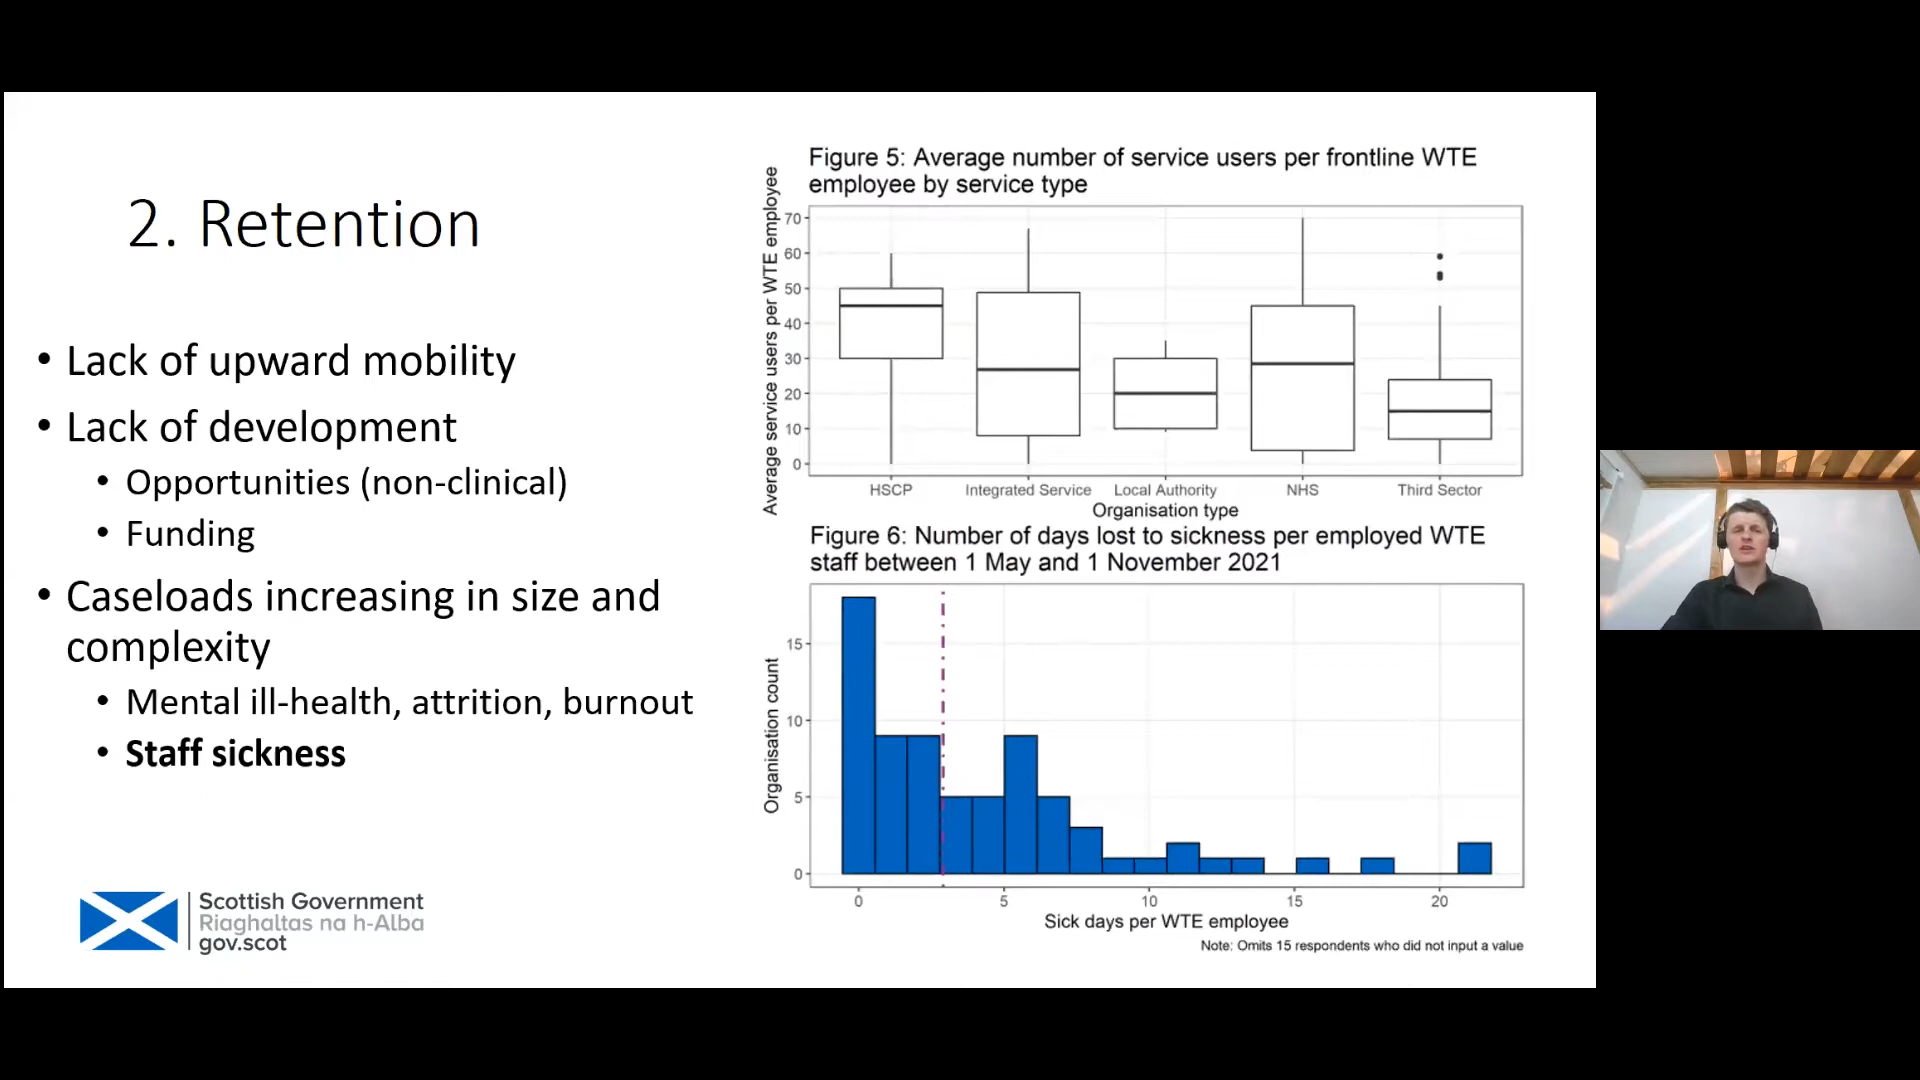 2. Retention
• Lack of upward mobility
• Lack of development
• Opportunities (non-clinical)
• Funding
• Caseloads increasing in size and
complexity
• Mental ill-health, attrition, burnout
• Staff sickness
Scottish Government
Riaghaltas na h-Alba
gov.scot
Figure 5: Average number of service users per frontline WTE
employee by service type
Average service users per WTE employee
70
60
50
40
30
20
10
0
HSCP Integrated Service Local Authority NHS Third Sector
Organisation type
Figure 6: Number of days lost to sickness per employed WTE
staff between 1 May and 1 November 2021
Organisation count
15
10
5
0
0 5 10 15 20
Sick days per WTE employee
Note: Omits 15 respondents who did not input a value